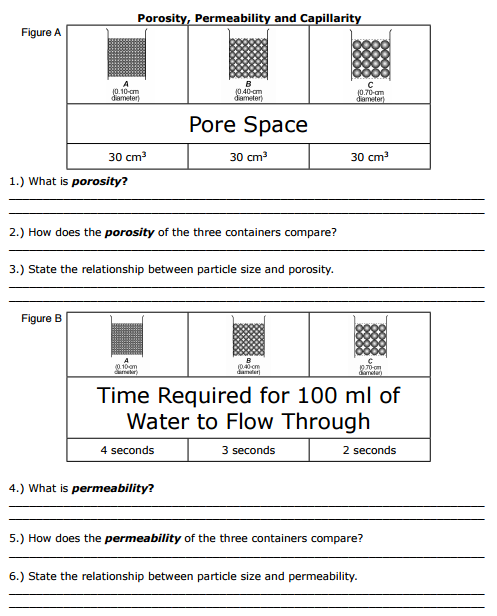 Porosity, Permeability and Capillarity
Figure A
A
(0.10-cm
diameter)
B
(0.40-cm
diameter)
C
(0.70-cm
diameter)
Pore Space
30 cm³ 30 cm³ 30 cm³
1.) What is porosity?
2.) How does the porosity of the three containers compare?
3.) State the relationship between particle size and porosity.
Figure B
A
(0.10-cm
diameter)
B
(0.40-cm
diameter)
C
(0.70-cm
diameter)
Time Required for 100 ml of
Water to Flow Through
4 seconds 3 seconds 2 seconds
4.) What is permeability?
5.) How does the permeability of the three containers compare?
6.) State the relationship between particle size and permeability.